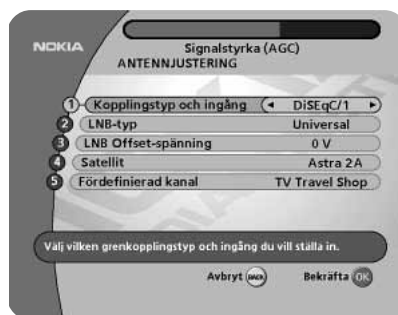 NOKIA
Signalstyrka (AGC)
ANTENNJUSTERING
1 Kopplingstyp och ingång DiSEqC/1
2 LNB-typ Universal
3 LNB Offset-spänning 0 V
4 Satellit Astra 2A
5 Fördefinierad kanal TV Travel Shop
Välj vilken grenkopplingstyp och ingång du vill ställa in.
Avbryt BACK Bekräfta OK